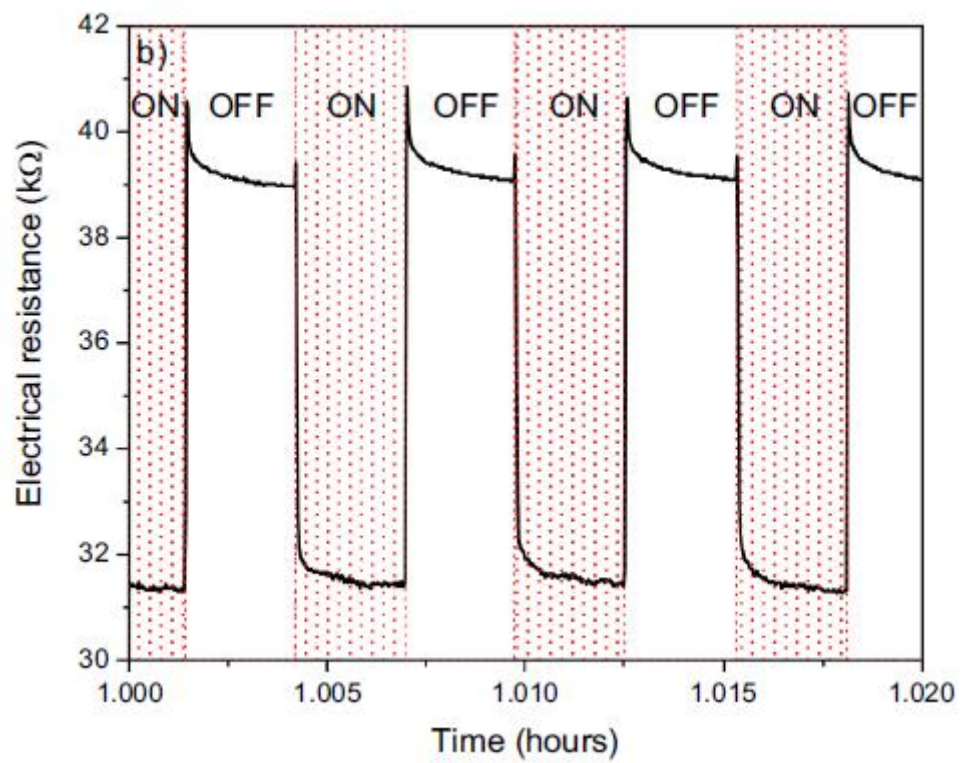 42
b)
ON OFF ON OFF ON OFF ON OFF
40
38
36
34
32
30
Electrical resistance (kΩ)
1.000 1.005 1.010 1.015 1.020
Time (hours)